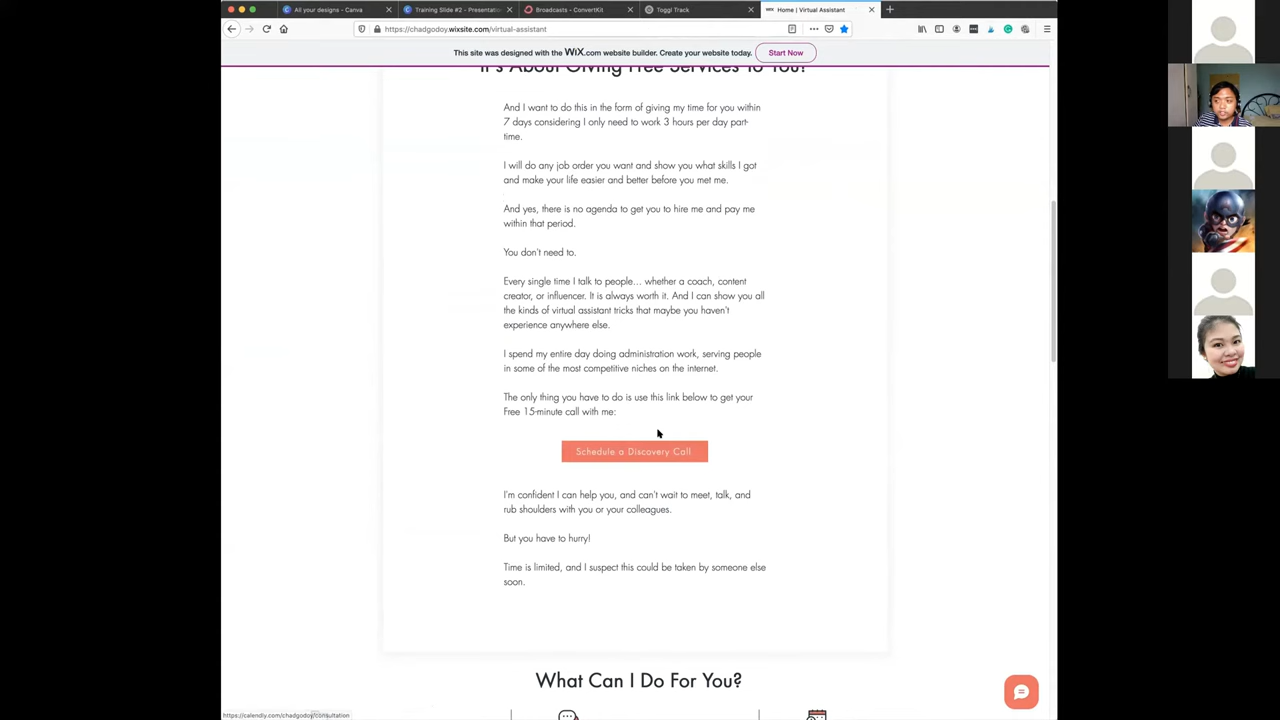 All your designs - Canva
Training Slide #2 - Presentatio
Broadcasts - ConvertKit
Toggl Track
Home | Virtual Assistant
https://chadgodoy.wixsite.com/virtual-assistant
This site was designed with the WiX.com website builder. Create your website today.
Start Now
It's About Giving Free Services To You?
And I want to do this in the form of giving my time for you within
7 days considering I only need to work 3 hours per day part-
time.
I will do any job order you want and show you what skills I got
and make your life easier and better before you met me.
And yes, there is no agenda to get you to hire me and pay me
within that period.
You don't need to.
Every single time I talk to people... whether a coach, content
creator, or influencer. It is always worth it. And I can show you all
the kinds of virtual assistant tricks that maybe you haven't
experience anywhere else.
I spend my entire day doing administration work, serving people
in some of the most competitive niches on the internet.
The only thing you have to do is use this link below to get your
Free 15-minute call with me:
Schedule a Discovery Call
I'm confident I can help you, and can't wait to meet, talk, and
rub shoulders with you or your colleagues.
But you have to hurry!
Time is limited, and I suspect this could be taken by someone else
soon.
What Can I Do For You?
https://calendly.com/chadgodoy/consultation